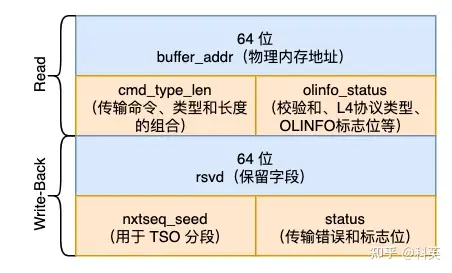 Read
64 位
buffer_addr（物理内存地址）
cmd_type_len
（传输命令、类型和长度
的组合）
olinfo_status
（校验和、L4协议类型、
OLINFO标志位等）
Write-Back
64 位
rsvd（保留字段）
nxtseq_seed
（用于 TSO 分段）
status
（传输错误和标志位）
知乎 @科英